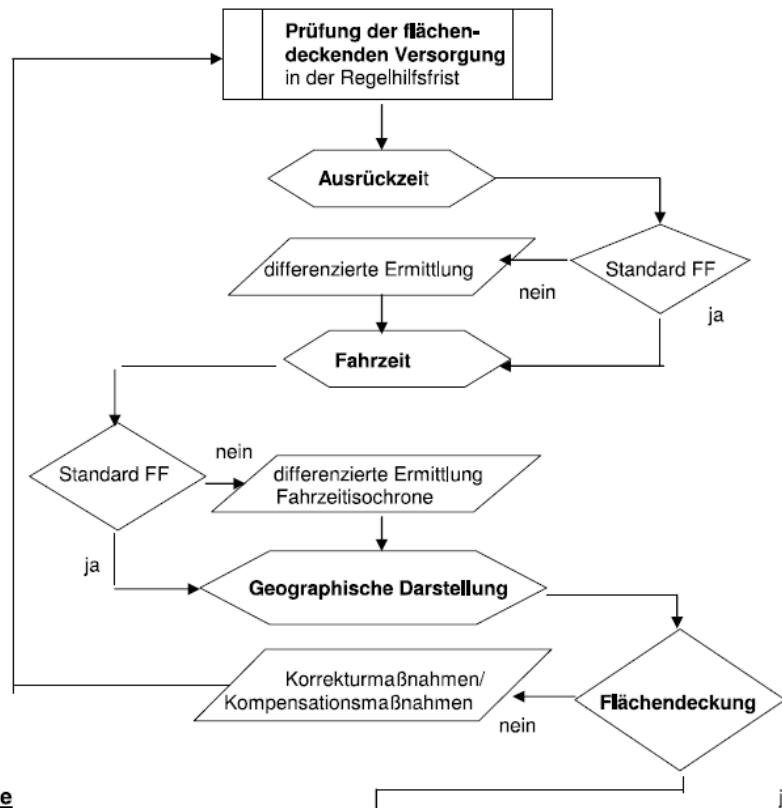 Prüfung der flächen-
deckenden Versorgung
in der Regelhilfsfrist
Ausrückzeit
differenzierte Ermittlung
Standard FF
nein
ja
Fahrzeit
nein
Standard FF
differenzierte Ermittlung
Fahrzeitisochrone
ja
Geographische Darstellung
Korrekturmaßnahmen/
Kompensationsmaßnahmen
Flächendeckung
nein
e
j